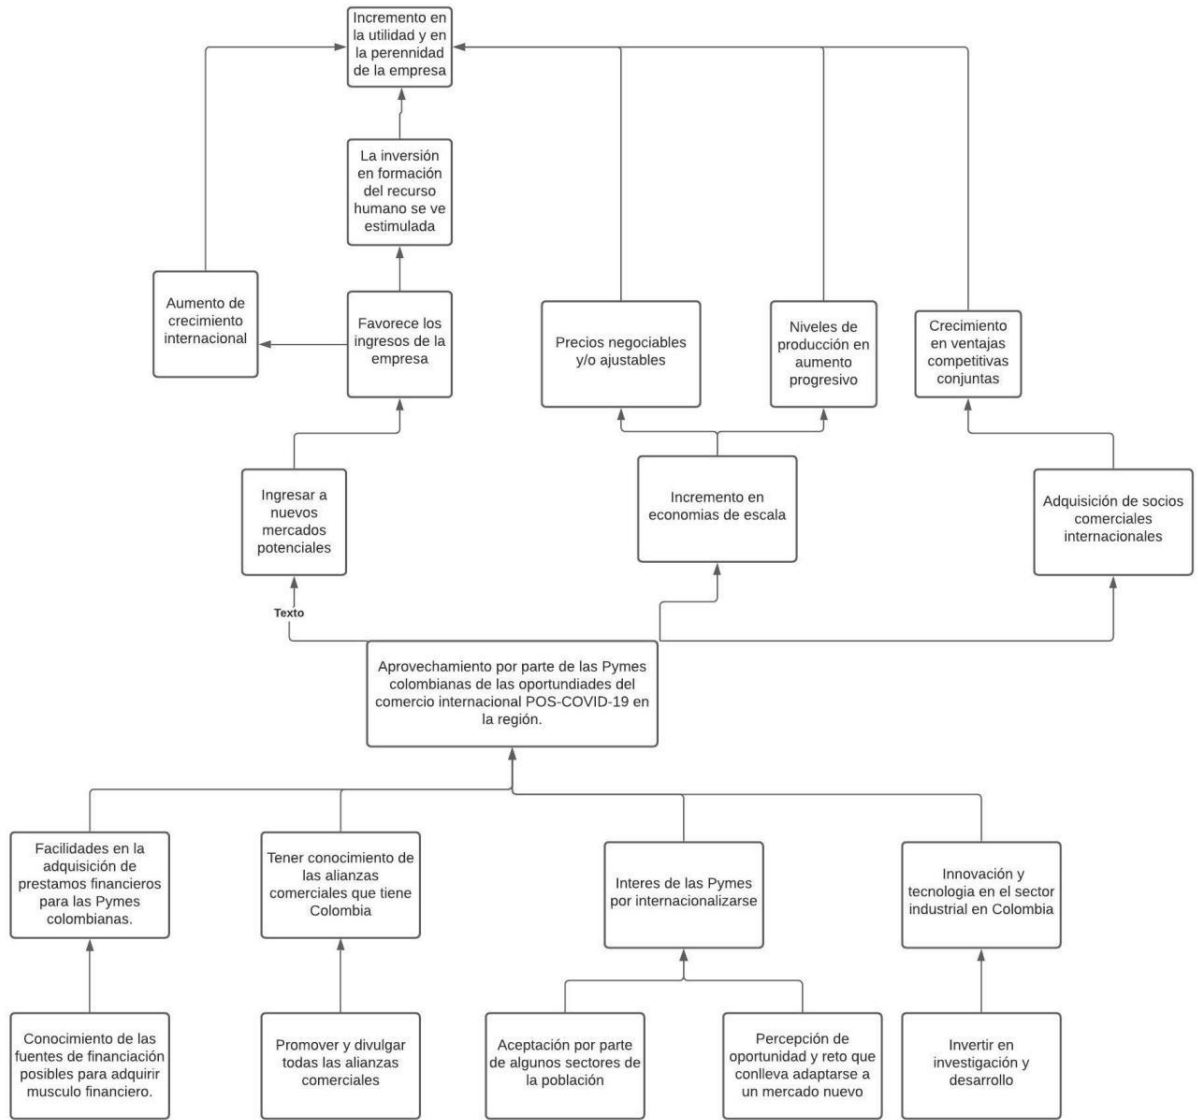 Incremento en
la utilidad y en
la perennidad
de la empresa
La inversión
en formación
del recurso
humano se ve
estimulada
Aumento de
crecimiento
internacional
Favorece los
ingresos de la
empresa
Precios negociables
y/o ajustables
Niveles de
producción en
aumento
progresivo
Crecimiento
en ventajas
competitivas
conjuntas
Ingresar a
nuevos
mercados
potenciales
Incremento en
economias de escala
Adquisición de socios
comerciales
internacionales
Texto
Aprovechamiento por parte de las Pymes
colombianas de las oportundiades del
comercio internacional POS-COVID-19 en
la región.
Facilidades en la
adquisición de
prestamos financieros
para las Pymes
colombianas.
Tener conocimiento de
las alianzas
comerciales que tiene
Colombia
Interes de las Pymes
por internacionalizarse
Innovación y
tecnologia en el sector
industrial en Colombia
Conocimiento de las
fuentes de financiación
posibles para adquirir
musculo financiero.
Promover y divulgar
todas las alianzas
comerciales
Aceptación por parte
de algunos sectores de
la población
Percepción de
oportunidad y reto que
conlleva adaptarse a
un mercado nuevo
Invertir en
investigación y
desarrollo